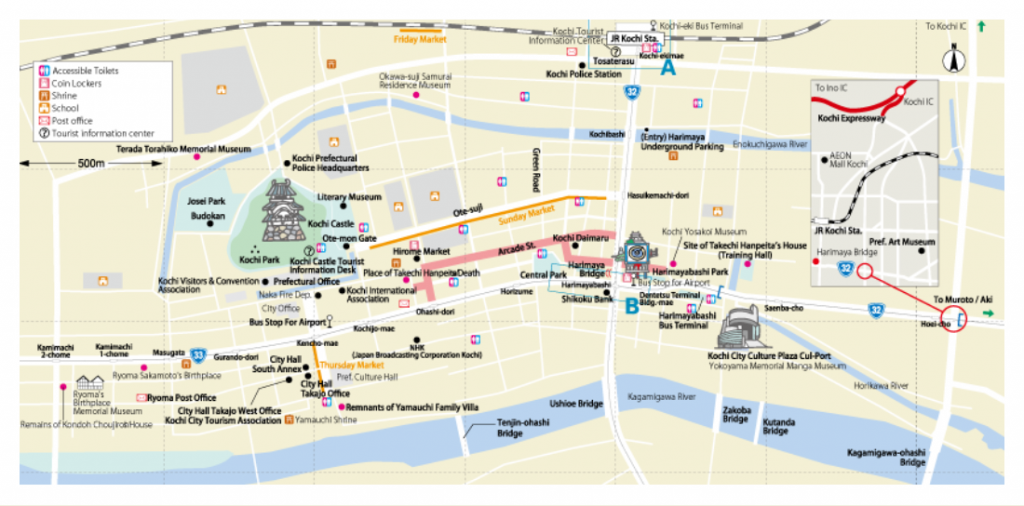 Kochi-eki Bus Terminal
To Kochi IC
Kochi Tourist
Information Center
JR Kochi Sta.
Friday Market
Kochi-ekimae
Tosaterasu
A
N
Kochi Police Station
Accessible Toilets
Coin Lockers
Shrine
School
Post office
Tourist information center
Okawa-suji Samurai
Residence Museum
32
To Ino IC
Kochi IC
Kochi Expressway
Kochibashi
(Entry) Harimaya
Underground Parking
Enokuchigawa River
Terada Torahiko Memorial Museum
500m
Kochi Prefectural
Police Headquarters
Green Road
AEON
Mall Kochi
Josei Park
Budokan
Literary Museum
Hasuikemachi-dori
Ote-suji
Sunday Market
Kochi Castle
Ote-mon Gate
Kochi Park
Kochi Castle Tourist
Information Desk
Hirome Market
Arcade St.
Kochi Daimaru
Kochi Yosakoi Museum
Site of Takechi Hanpeita's House
(Training Hall)
JR Kochi Sta.
Pref. Art Museum
Harimaya Bridge
32
Place of Takechi Hanpeita Death
Central Park
Harimaya
Bridge
Harimayabashi
Harimayabashi Park
Bus Stop for Airport
Kochi Visitors & Convention
Association
Prefectural Office
Naka Fire Dep.
City Office
Kochi International
Association
Horizume
Shikoku Bank
B
Dentetsu Terminal
Bldg.-mae
Harimayabashi
Bus Terminal
Saenba-cho
32
To Muroto / Aki
Hoei-cho
Ohashi-dori
Bus Stop For Airport
Kochijo-mae
Kencho-mae
NHK
(Japan Broadcasting Corporation Kochi)
Kochi City Culture Plaza Cul-Port
Yokoyama Memorial Manga Museum
Kamimachi
2-chome
Kamimachi
1-chome
Masugata
33
Gurando-dori
City Hall
South Annex
Thursday Market
Pref. Culture Hall
Ryoma Sakamoto's Birthplace
City Hall
Takajo Office
Horikawa River
Ryoma's
Birthplace
Memorial Museum
Ryoma Post Office
City Hall Takajo West Office
Kochi City Tourism Association
Remnants of Yamauchi Family Villa
Yamauchi Shrine
Ushioe Bridge
Kagamigawa River
Zakoba
Bridge
Kutanda
Bridge
Tenjin-ohashi
Bridge
Kagamigawa-ohashi
Bridge